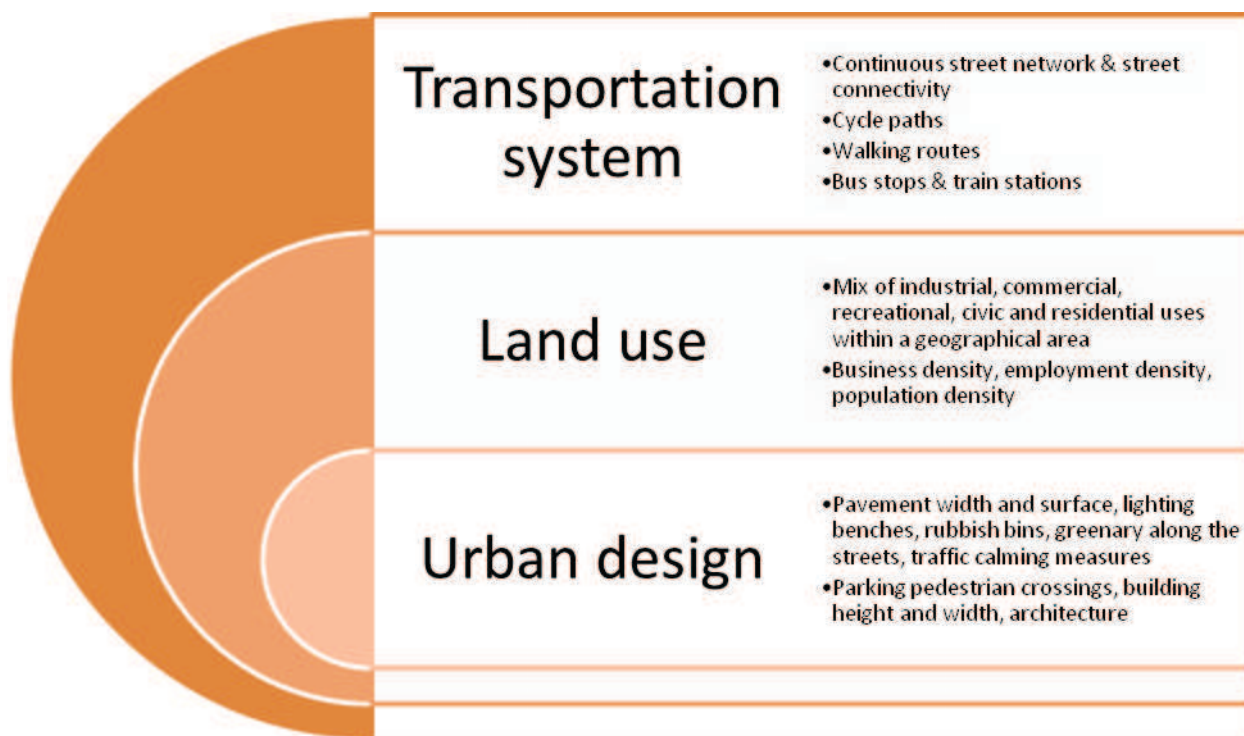 Transportation
system
•Continuous street network & street
connectivity
•Cycle paths
•Walking routes
•Bus stops & train stations
Land use
•Mix of industrial, commercial,
recreational, civic and residential uses
within a geographical area
•Business density, employment density,
population density
Urban design
•Pavement width and surface, lighting
benches, rubbish bins, greenary along the
streets, traffic calming measures
•Parking pedestrian crossings, building
height and width, architecture